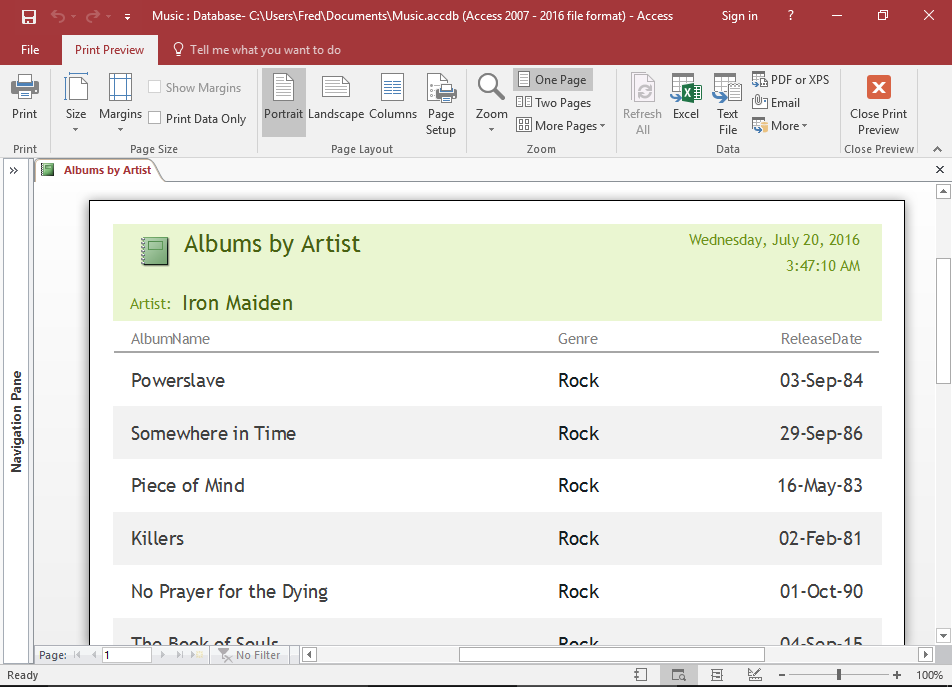 Music : Database- C:\Users\Fred\Documents\Music.accdb (Access 2007 - 2016 file format) - Access
Sign in
?
File
Print Preview
Tell me what you want to do
Print
Size
Margins
Show Margins
Print Data Only
Portrait
Landscape
Columns
Page Setup
Zoom
One Page
Two Pages
More Pages
Refresh All
Excel
Text File
PDF or XPS
Email
More
Close Print Preview
Print
Page Size
Page Layout
Zoom
Data
Close Preview
Albums by Artist
Navigation Pane
Albums by Artist
Wednesday, July 20, 2016
3:47:10 AM
Artist: Iron Maiden
AlbumName Genre ReleaseDate
Powerslave Rock 03-Sep-84
Somewhere in Time Rock 29-Sep-86
Piece of Mind Rock 16-May-83
Killers Rock 02-Feb-81
No Prayer for the Dying Rock 01-Oct-90
The Book of Souls Rock 04-Sep-15
Page: 1 No Filter
Ready
100%